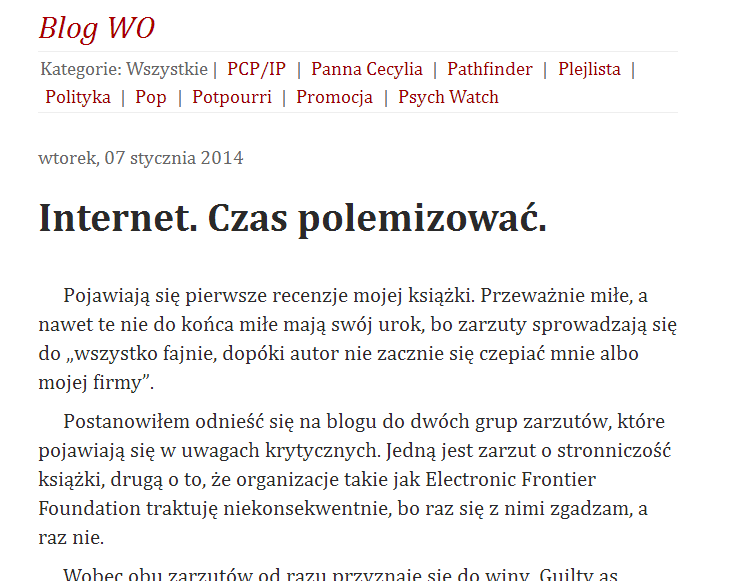 Blog WO
Kategorie: Wszystkie | PCP/IP | Panna Cecylia | Pathfinder | Plejlista |
Polityka | Pop | Potpourri | Promocja | Psych Watch
wtorek, 07 stycznia 2014
Internet. Czas polemizować.
Pojawiają się pierwsze recenzje mojej książki. Przeważnie miłe, a
nawet te nie do końca miłe mają swój urok, bo zarzuty sprowadzają się
do „wszystko fajnie, dopóki autor nie zacznie się czepiać mnie albo
mojej firmy”.
Postanowiłem odnieść się na blogu do dwóch grup zarzutów, które
pojawiają się w uwagach krytycznych. Jedną jest zarzut o stronniczość
książki, drugą o to, że organizacje takie jak Electronic Frontier
Foundation traktuję niekonsekwentnie, bo raz się z nimi zgadzam, a
raz nie.
Wobec obu zarzutów od razu przyznaję się do winy. Guilty as